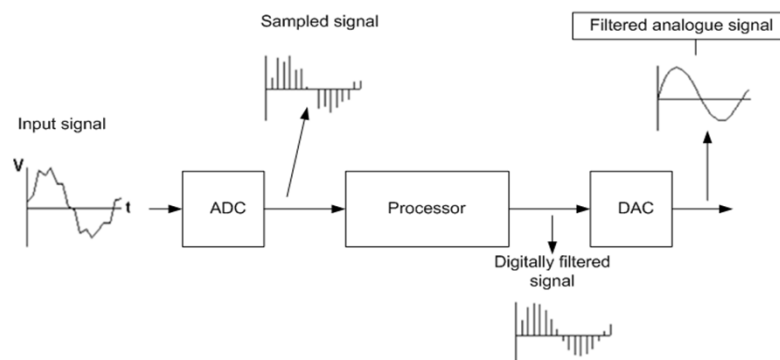 Sampled signal
Filtered analogue signal
Input signal
V
t
ADC
Processor
DAC
Digitally filtered
signal